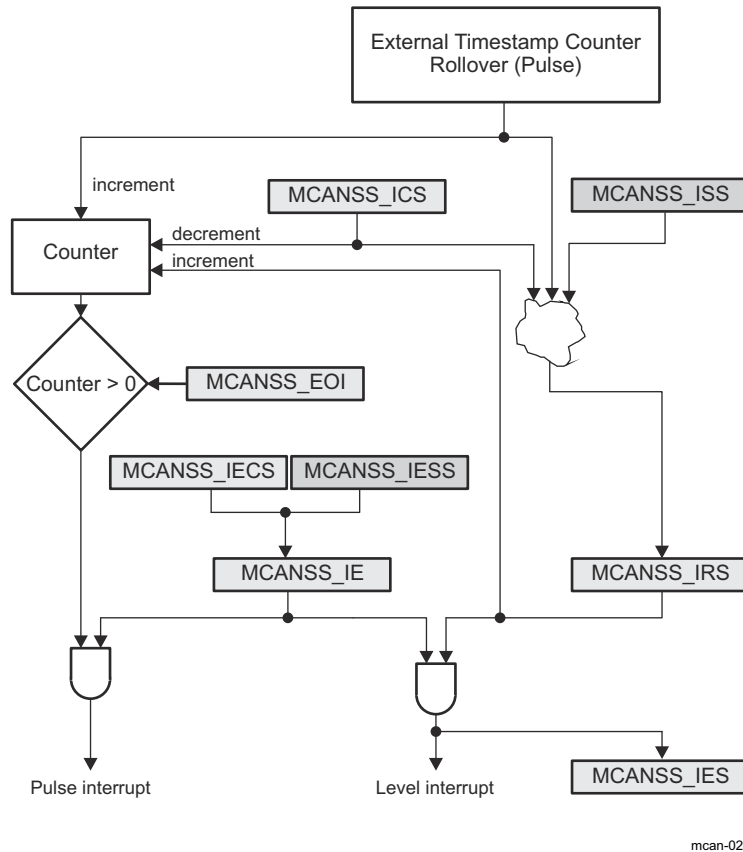 External Timestamp Counter
Rollover (Pulse)
increment
MCANSS_ICS
MCANSS_ISS
decrement
Counter
increment
Counter > 0
MCANSS_EOI
MCANSS_IECS
MCANSS_IESS
MCANSS_IE
MCANSS_IRS
MCANSS_IES
Pulse interrupt
Level interrupt
mcan-02